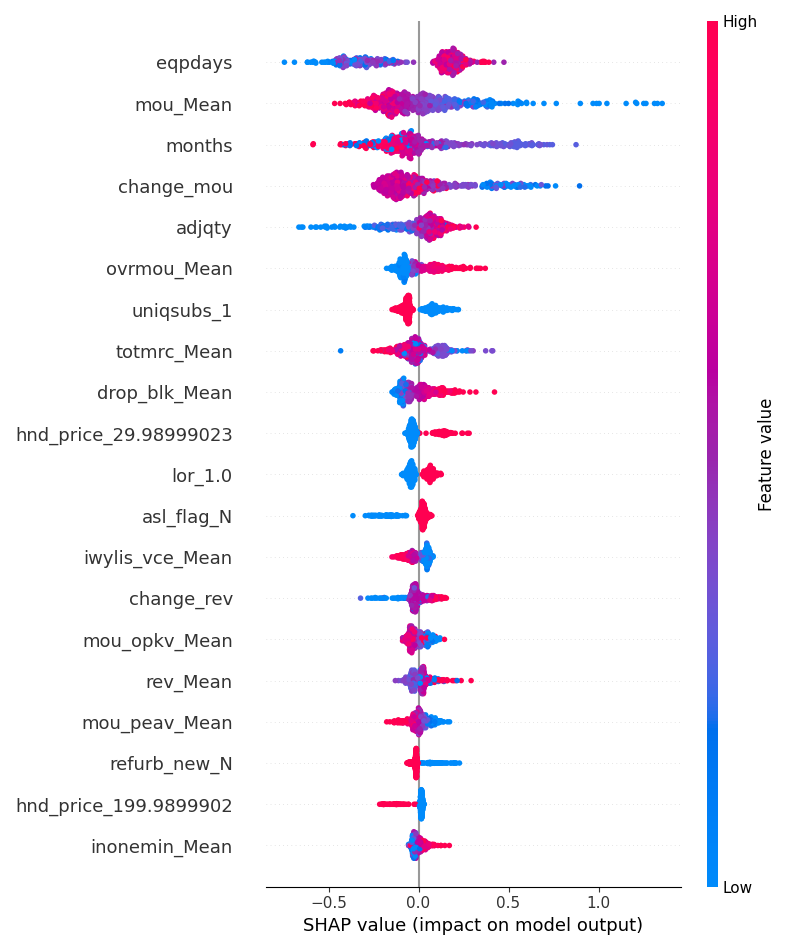 High
eqpdays
mou_Mean
months
change_mou
adjqty
ovrmou_Mean
uniqsubs_1
totmrc_Mean
drop_blk_Mean
hnd_price_29.98999023
lor_1.0
asl_flag_N
iwylis_vce_Mean
change_rev
mou_opkv_Mean
rev_Mean
mou_peav_Mean
refurb_new_N
hnd_price_199.9899902
inonemin_Mean
Feature value
Low
−0.5 0.0 0.5 1.0
SHAP value (impact on model output)